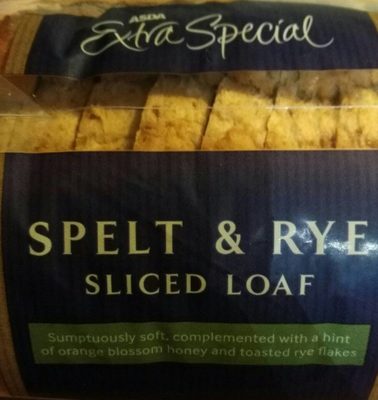 ASDA
Extra Special
SPELT & RYE
SLICED LOAF
Sumptuously soft, complemented with a hint
of orange blossom honey and toasted rye flakes